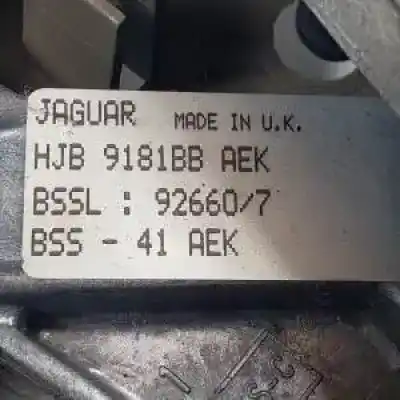 JAGUAR MADE IN U.K.
HJB 9181BB AEK
BSSL : 92660/7
BSS - 41 AEK